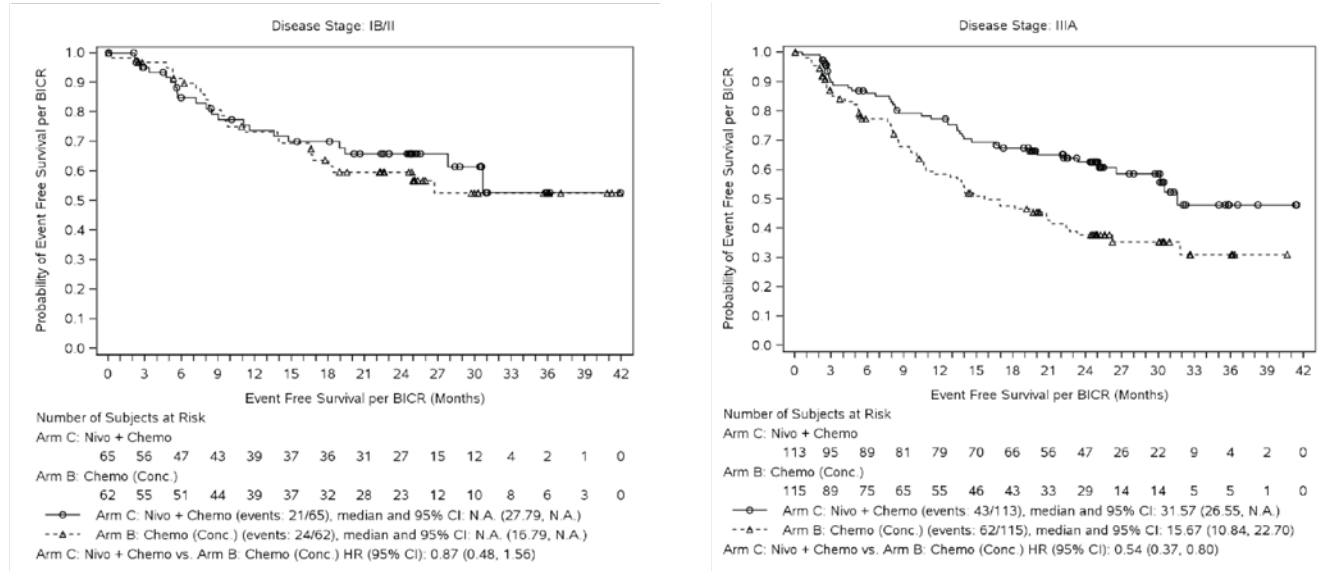 Disease Stage: IB/II
Probability of Event Free Survival per BICR
1.0
0.9
0.8
0.7
0.6
0.5
0.4
0.3
0.2
0.1
0.0
0 3 6 9 12 15 18 21 24 27 30 33 36 39 42
Event Free Survival per BICR (Months)
Number of Subjects at Risk
Arm C: Nivo + Chemo
65 56 47 43 39 37 36 31 27 15 12 4 2 1 0
Arm B: Chemo (Conc.)
62 55 51 44 39 37 32 28 23 12 10 8 6 3 0
Arm C: Nivo + Chemo (events: 21/65), median and 95% CI: N.A. (27.79, N.A.)
Arm B: Chemo (Conc.) (events: 24/62), median and 95% CI: N.A. (16.79, N.A.)
Arm C: Nivo + Chemo vs. Arm B: Chemo (Conc.) HR (95% CI): 0.87 (0.48, 1.56)
Disease Stage: IIIA
Probability of Event Free Survival per BICR
1.0
0.9
0.8
0.7
0.6
0.5
0.4
0.3
0.2
0.1
0.0
0 3 6 9 12 15 18 21 24 27 30 33 36 39 42
Event Free Survival per BICR (Months)
Number of Subjects at Risk
Arm C: Nivo + Chemo
113 95 89 81 79 70 66 56 47 26 22 9 4 2 0
Arm B: Chemo (Conc.)
115 89 75 65 55 46 43 33 29 14 14 5 5 1 0
Arm C: Nivo + Chemo (events: 43/113), median and 95% CI: 31.57 (26.55, N.A.)
Arm B: Chemo (Conc.) (events: 62/115), median and 95% CI: 15.67 (10.84, 22.70)
Arm C: Nivo + Chemo vs. Arm B: Chemo (Conc.) HR (95% CI): 0.54 (0.37, 0.80)